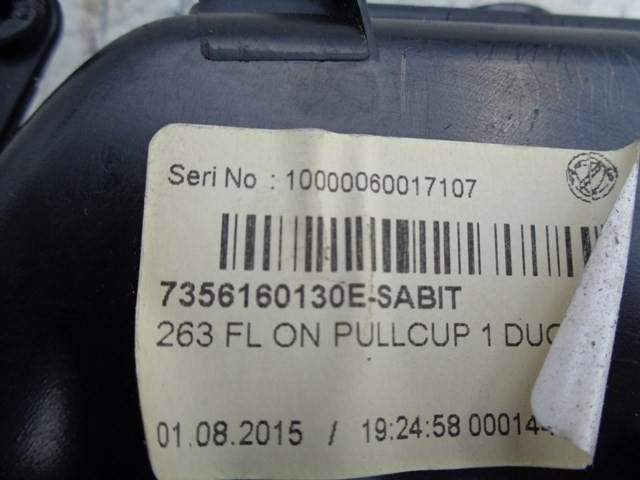 Seri No : 10000060017107
7356160130E-SABIT
263 FL ON PULLCUP 1
01.08.2015 / 19:24:58